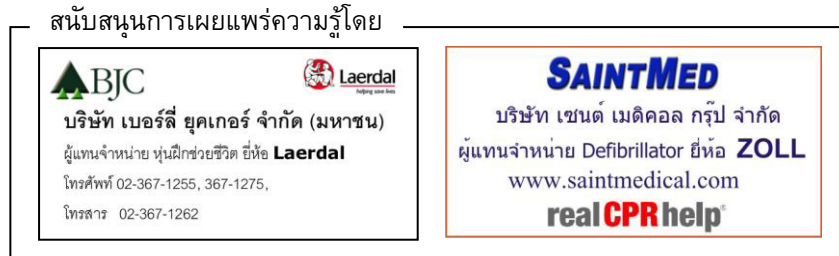 สนับสนุนการเผยแพร่ความรู้โดย
BJC
Laerdal
helping save lives
บริษัท เบอร์ลี่ ยุคเกอร์ จำกัด (มหาชน)
ผู้แทนจำหน่าย หุ่นฝึกช่วยชีวิต ยี่ห้อ Laerdal
โทรศัพท์ 02-367-1255, 367-1275,
โทรสาร 02-367-1262
SAINTMED
บริษัท เซนต์ เมดิคอล กรุ๊ป จำกัด
ผู้แทนจำหน่าย Defibrillator ยี่ห้อ ZOLL
www.saintmedical.com
real CPR help®